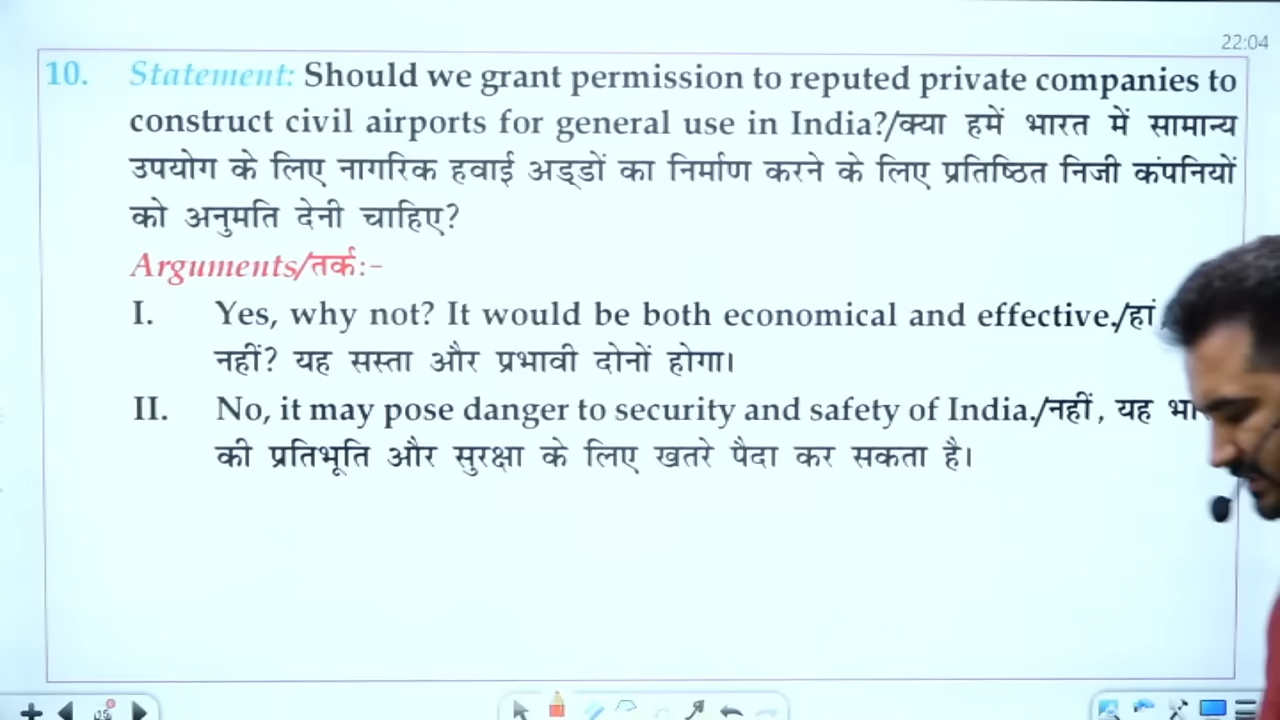 22:04
10. Statement: Should we grant permission to reputed private companies to
construct civil airports for general use in India?/क्या हमें भारत में सामान्य
उपयोग के लिए नागरिक हवाई अड्डों का निर्माण करने के लिए प्रतिष्ठित निजी कंपनियों
को अनुमति देनी चाहिए?
Arguments/तर्क:-
I. Yes, why not? It would be both economical and effective./हां
नहीं? यह सस्ता और प्रभावी दोनों होगा।
II. No, it may pose danger to security and safety of India./नहीं, यह
की प्रतिभूति और सुरक्षा के लिए खतरे पैदा कर सकता है।